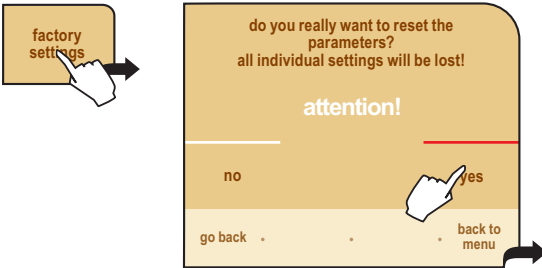 factory
settings
do you really want to reset the
parameters?
all individual settings will be lost!
attention!
no
yes
go back
back to
menu